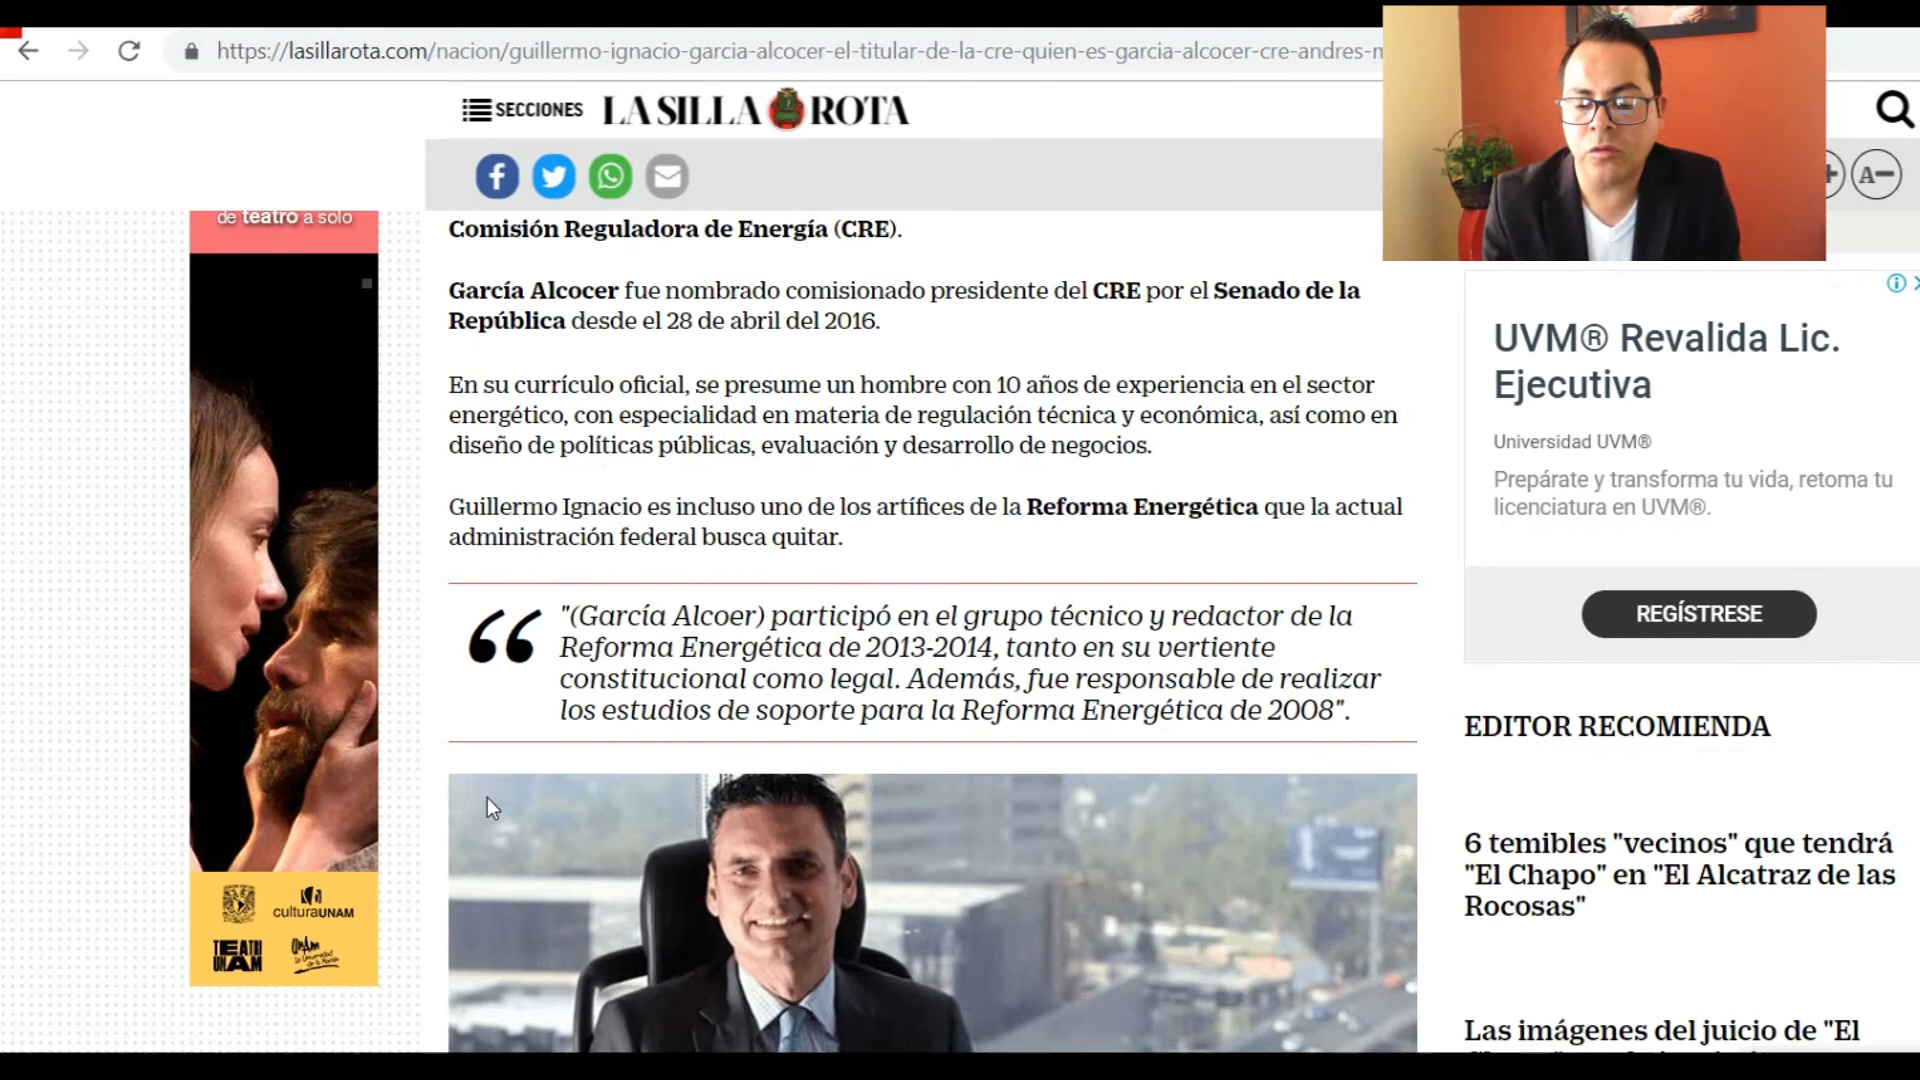 https://lasillarota.com/nacion/guillermo-ignacio-garcia-alcocer-el-titular-de-la-cre-quien-es-garcia-alcocer-cre-andres-m
SECCIONES
LA SILLA ROTA
A-
de teatro a solo
Comisión Reguladora de Energía (CRE).
García Alcocer fue nombrado comisionado presidente del CRE por el Senado de la
República desde el 28 de abril del 2016.
En su currículo oficial, se presume un hombre con 10 años de experiencia en el sector
energético, con especialidad en materia de regulación técnica y económica, así como en
diseño de políticas públicas, evaluación y desarrollo de negocios.
Guillermo Ignacio es incluso uno de los artífices de la Reforma Energética que la actual
administración federal busca quitar.
"(García Alcoer) participó en el grupo técnico y redactor de la
Reforma Energética de 2013-2014, tanto en su vertiente
constitucional como legal. Además, fue responsable de realizar
los estudios de soporte para la Reforma Energética de 2008".
culturaUNAM
TEATR
UNAM
UVM® Revalida Lic.
Ejecutiva
Universidad UVM®
Prepárate y transforma tu vida, retoma tu
licenciatura en UVM®.
REGÍSTRESE
EDITOR RECOMIENDA
6 temibles "vecinos" que tendrá
"El Chapo" en "El Alcatraz de las
Rocosas"
Las imágenes del juicio de "El